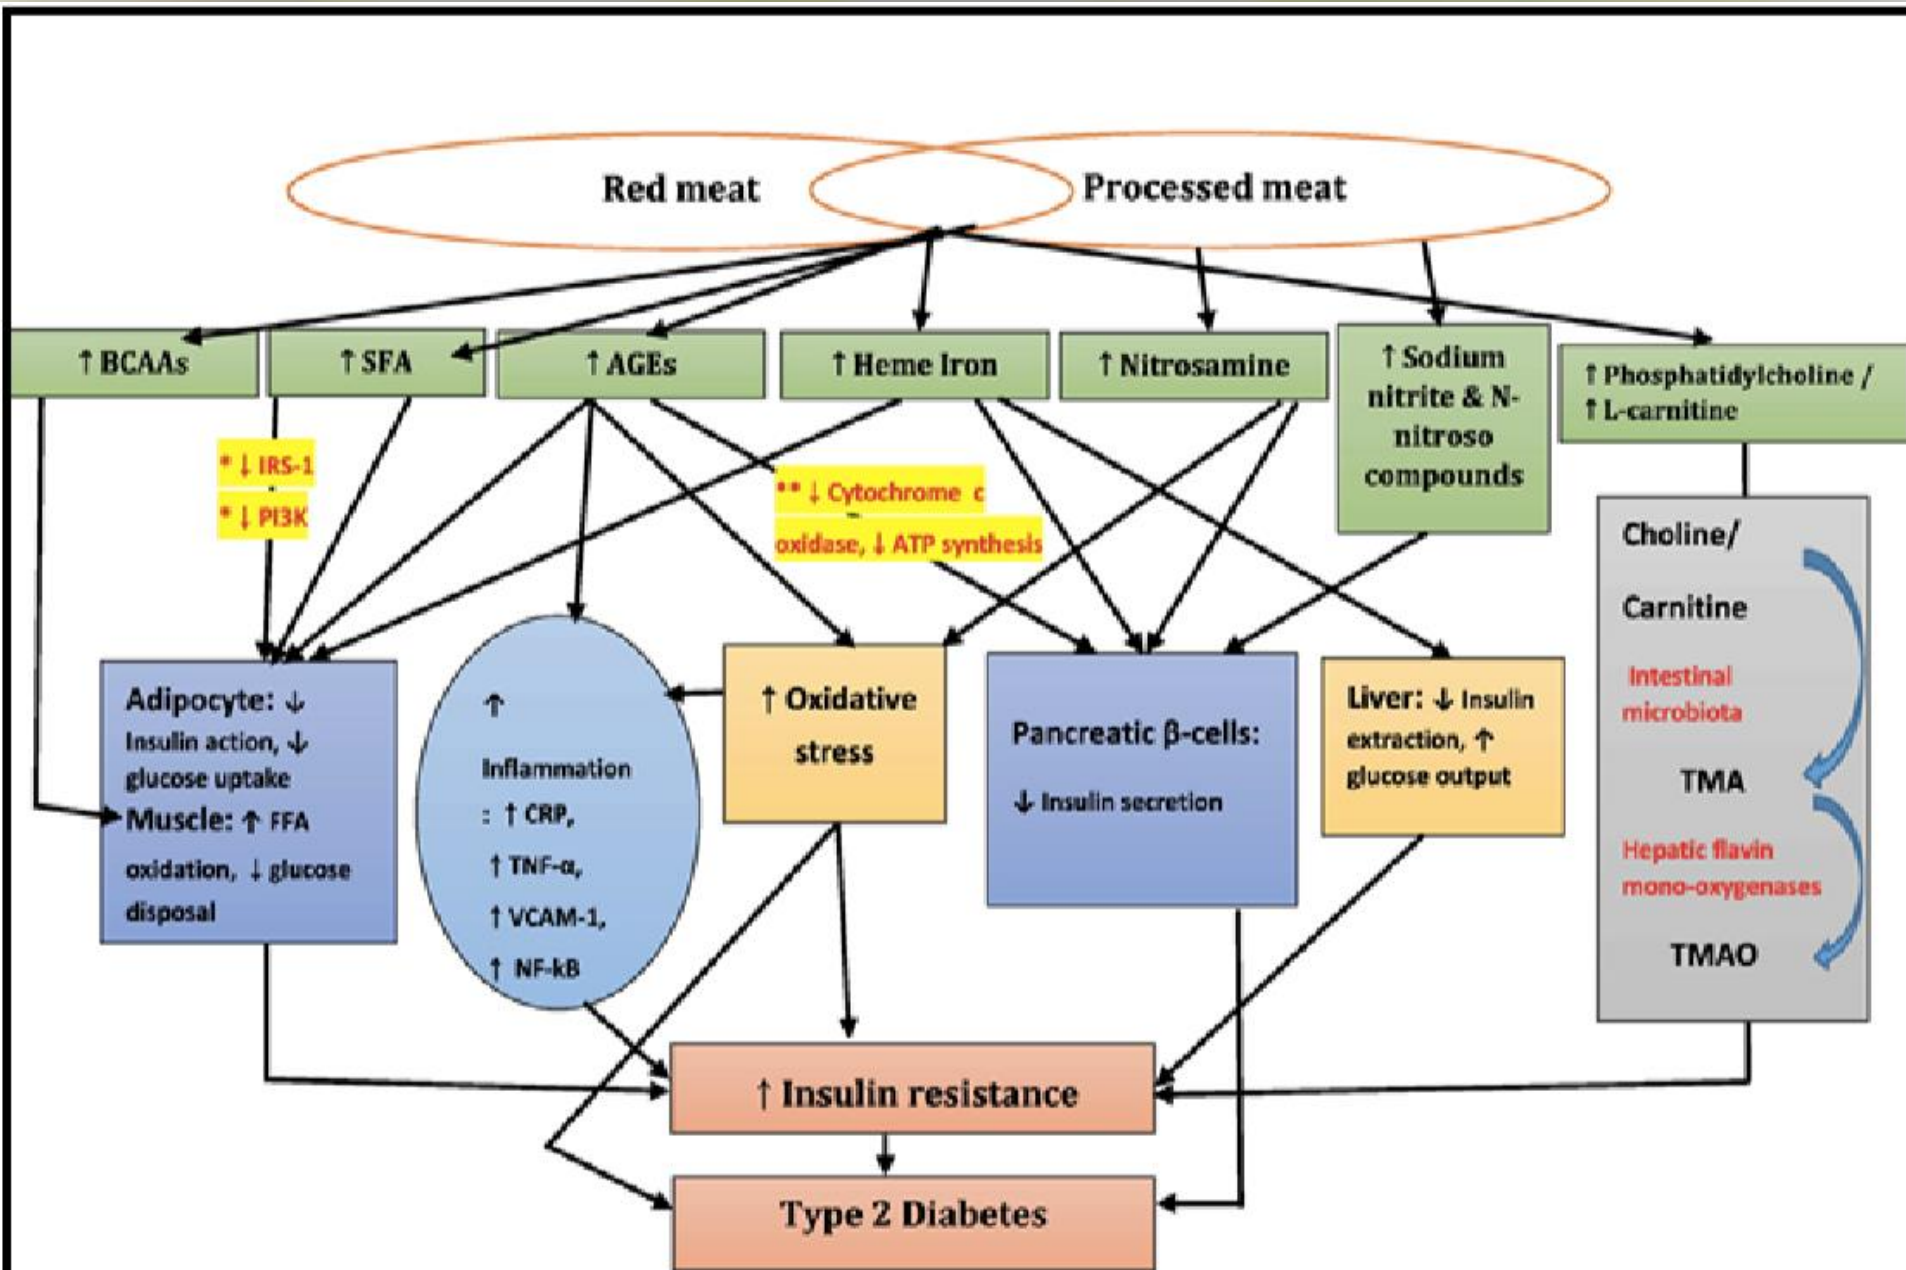 Red meat
Processed meat
↑ BCAAs
↑ SFA
↑ AGEs
↑ Heme Iron
↑ Nitrosamine
↑ Sodium
nitrite & N-
nitroso
compounds
↑ Phosphatidylcholine /
↑ L-carnitine
* ↓ IRS-1
* ↓ PI3K
** ↓ Cytochrome c
oxidase, ↓ ATP synthesis
Adipocyte: ↓
Insulin action, ↓
glucose uptake
Muscle: ↑ FFA
oxidation, ↓ glucose
disposal
↑
Inflammation
: ↑ CRP,
↑ TNF-α,
↑ VCAM-1,
↑ NF-kB
↑ Oxidative
stress
Pancreatic β-cells:
↓ Insulin secretion
Liver: ↓ Insulin
extraction, ↑
glucose output
Choline/
Carnitine
Intestinal
microbiota
TMA
Hepatic flavin
mono-oxygenases
TMAO
↑ Insulin resistance
Type 2 Diabetes